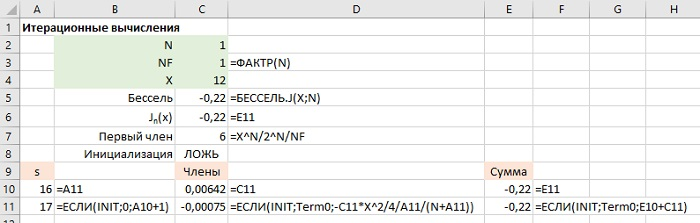 A B C D E F G H
1 Итерационные вычисления
2 N 1
3 NF 1 =ФАКТР(N)
4 X 12
5 Бессель -0,22 =БЕССЕЛЬ.J(X;N)
6 Jn(x) -0,22 =E11
7 Первый член 6 =X^N/2^N/NF
8 Инициализация ЛОЖЬ
9 s Члены Сумма
10 16 =A11 0,00642 =C11 -0,22 =E11
11 17 =ЕСЛИ(INIT;0;A10+1) -0,00075 =ЕСЛИ(INIT;Term0;-C11*X^2/4/A11/(N+A11)) -0,22 =ЕСЛИ(INIT;Term0;E10+C11)